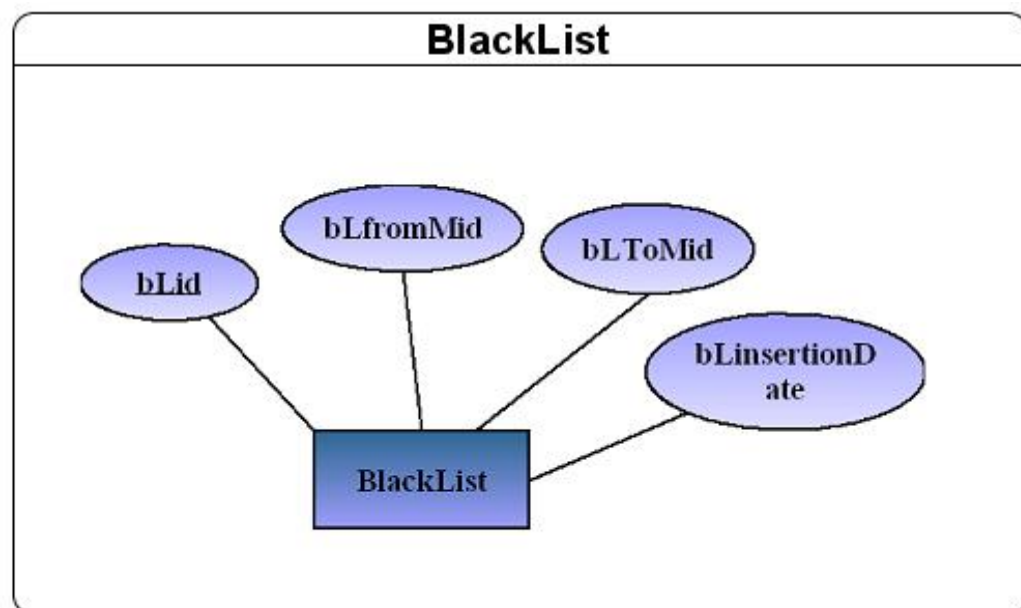 BlackList
bLfromMid
bLToMid
bLid
bLinsertionD
ate
BlackList